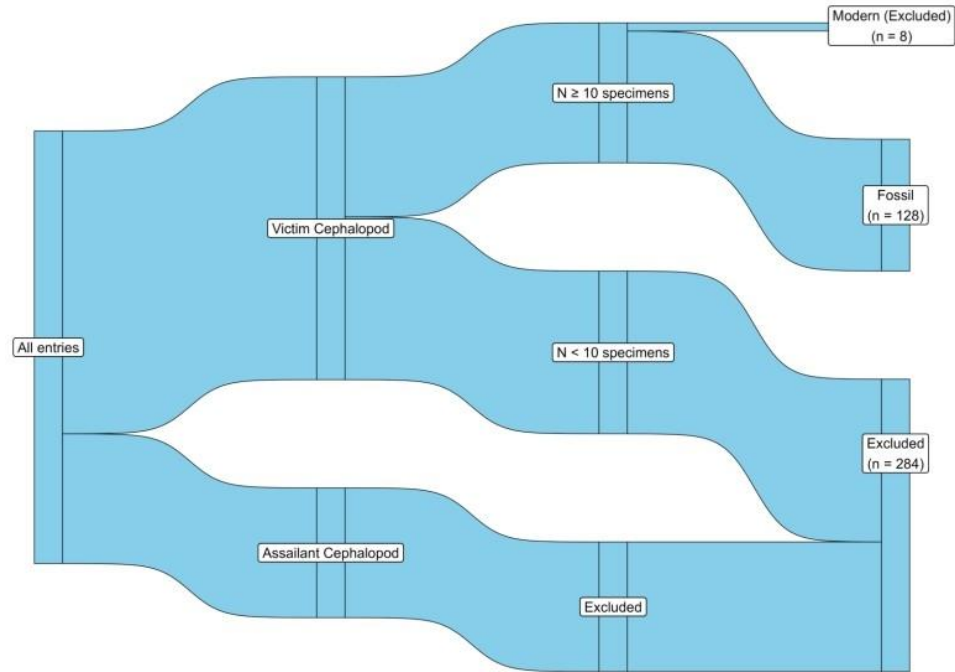 Modern (Excluded)
(n = 8)
N ≥ 10 specimens
Fossil
(n = 128)
Victim Cephalopod
All entries
N < 10 specimens
Excluded
(n = 284)
Assailant Cephalopod
Excluded